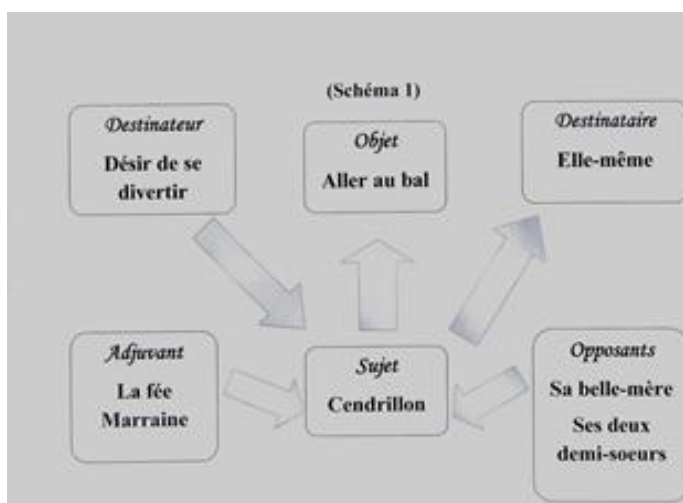 (Schéma 1)
Destinateur
Désir de se
divertir
Objet
Aller au bal
Destinataire
Elle-même
Adjuvant
La fée
Marraine
Sujet
Cendrillon
Opposants
Sa belle-mère
Ses deux
demi-soeurs